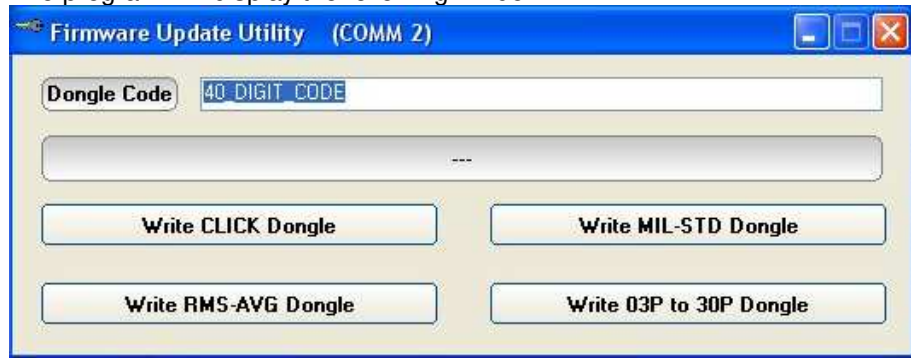 Firmware Update Utility (COMM 2)
Dongle Code 40_DIGIT_CODE
---
Write CLICK Dongle Write MIL-STD Dongle
Write RMS-AVG Dongle Write 03P to 30P Dongle